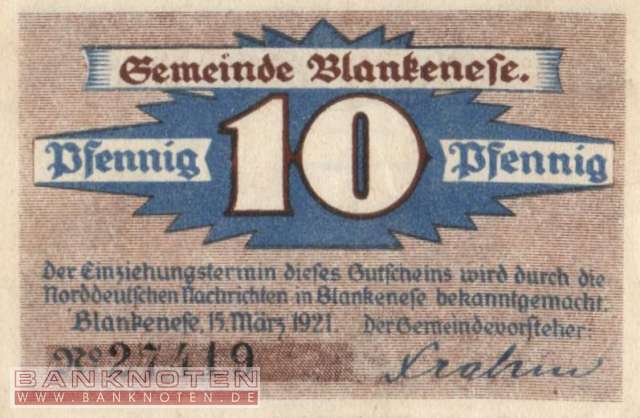 Gemeinde Blankenese.
Pfennig 10 Pfennig
der Einziehungstermin dieses Gutscheins wird durch die
Norddeutschen Nachrichten in Blankenese bekanntgemacht.
Blankenese, 15. März 1921. der Gemeindevorsteher:
No 27419
Frahm
BANKNOTEN
WWW.BANKNOTEN.DE